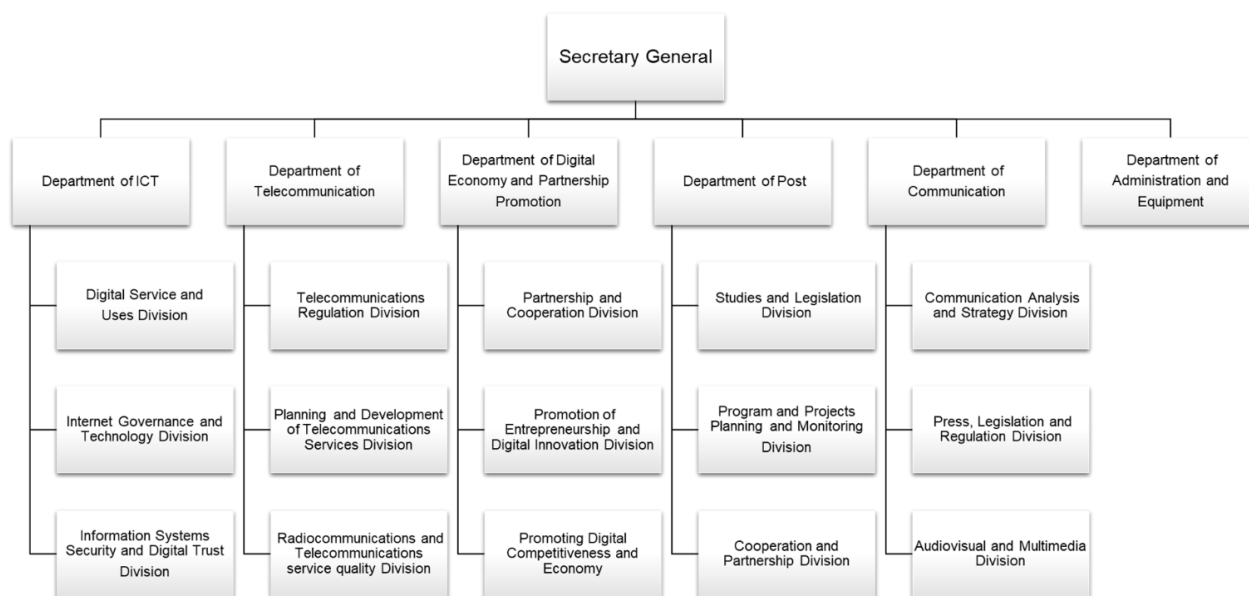 Secretary General
Department of ICT
Department of
Telecommunication
Department of Digital
Economy and Partnership
Promotion
Department of Post
Department of
Communication
Department of
Administration and
Equipment
Digital Service and
Uses Division
Telecommunications
Regulation Division
Partnership and
Cooperation Division
Studies and Legislation
Division
Communication Analysis
and Strategy Division
Internet Governance and
Technology Division
Planning and Development
of Telecommunications
Services Division
Promotion of
Entrepreneurship and
Digital Innovation Division
Program and Projects
Planning and Monitoring
Division
Press, Legislation and
Regulation Division
Information Systems
Security and Digital Trust
Division
Radiocommunications and
Telecommunications
service quality Division
Promoting Digital
Competitiveness and
Economy
Cooperation and
Partnership Division
Audiovisual and Multimedia
Division